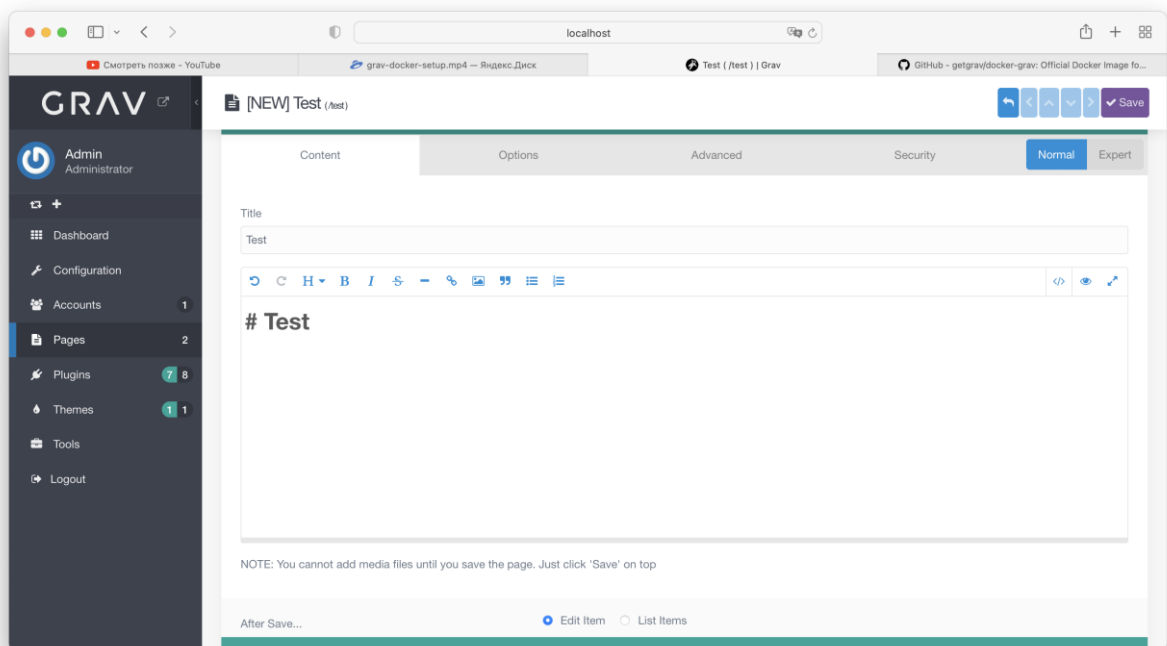 localhost
Смотреть позже - YouTube
grav-docker-setup.mp4 — Яндекс.Диск
Test ( /test ) | Grav
GitHub - getgrav/docker-grav: Official Docker Image fo...
GRAV
[NEW] Test (/test)
Save
Admin
Administrator
Content
Options
Advanced
Security
Normal
Expert
Dashboard
Configuration
Accounts 1
Pages 2
Plugins 7 8
Themes 1 1
Tools
Logout
Title
Test
H B I S
# Test
NOTE: You cannot add media files until you save the page. Just click 'Save' on top
After Save...
Edit Item
List Items